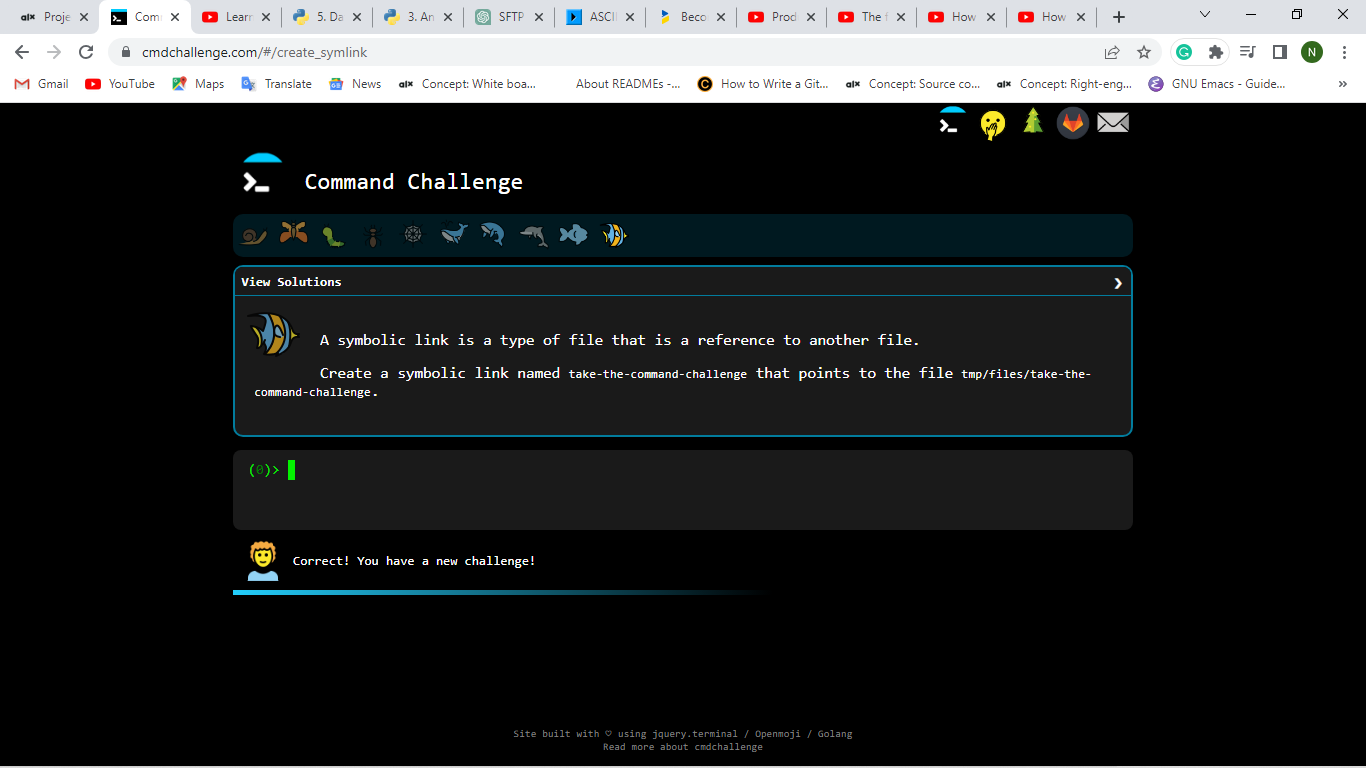 Proje
Comm
Learn
5. Da
3. An
SFTP
ASCI
Beco
Prod
The f
How
How
cmdchallenge.com/#/create_symlink
N
Gmail
YouTube
Maps
Translate
News
Concept: White boa...
About READMEs -...
How to Write a Git...
Concept: Source co...
Concept: Right-eng...
GNU Emacs - Guide...
Command Challenge
View Solutions
A symbolic link is a type of file that is a reference to another file.
Create a symbolic link named take-the-command-challenge that points to the file tmp/files/take-the-
command-challenge.
(0)>
Correct! You have a new challenge!
Site built with ♡ using jquery.terminal / Openmoji / Golang
Read more about cmdchallenge